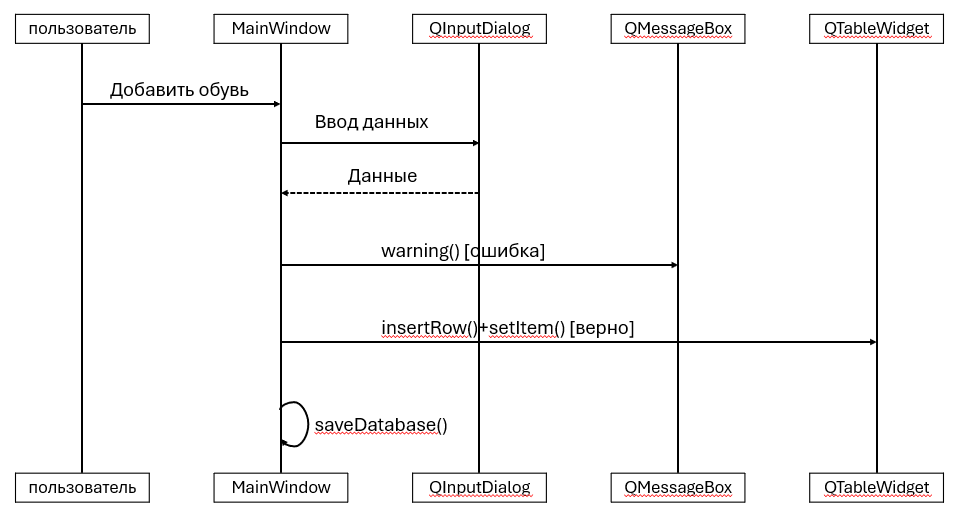 пользователь
MainWindow
QInputDialog
QMessageBox
QTableWidget
Добавить обувь
Ввод данных
Данные
warning() [ошибка]
insertRow()+setItem() [верно]
saveDatabase()
пользователь
MainWindow
QInputDialog
QMessageBox
QTableWidget